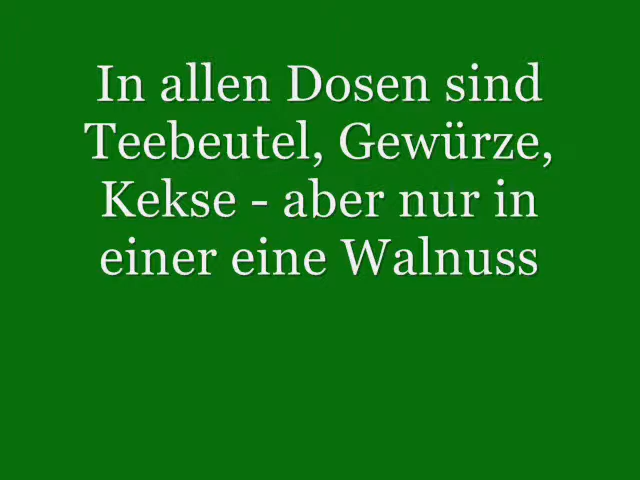 In allen Dosen sind
Teebeutel, Gewürze,
Kekse - aber nur in
einer eine Walnuss